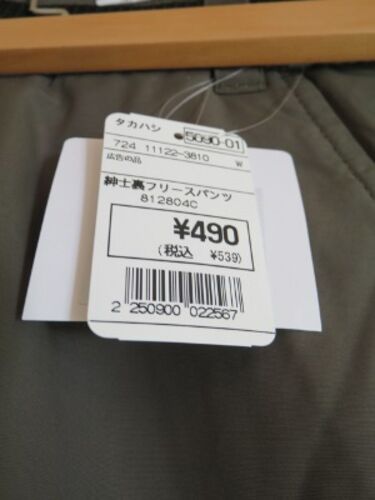 タカハシ 5090-01
724 11122-3810 W
広告の品
紳士裏フリースパンツ
812804C
¥490
(税込 ¥539)
2 250900 022567